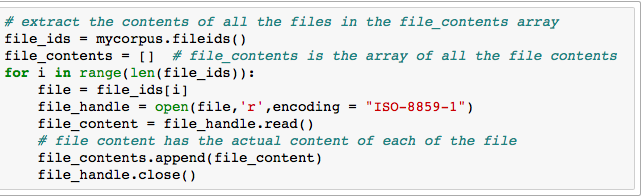 # extract the contents of all the files in the file_contents array
file_ids = mycorpus.fileids()
file_contents = []  # file_contents is the array of all the file contents
for i in range(len(file_ids)):
    file = file_ids[i]
    file_handle = open(file,'r',encoding = "ISO-8859-1")
    file_content = file_handle.read()
    # file content has the actual content of each of the file
    file_contents.append(file_content)
    file_handle.close()